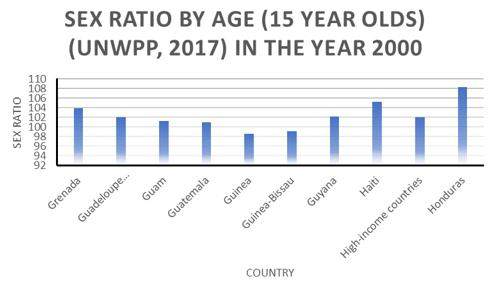 SEX RATIO BY AGE (15 YEAR OLDS)
(UNWPP, 2017) IN THE YEAR 2000
SEX RATIO
110
108
106
104
102
100
98
96
94
92
Grenada
Guadeloupe...
Guam
Guatemala
Guinea
Guinea-Bissau
Guyana
Haiti
High-income countries
Honduras
COUNTRY